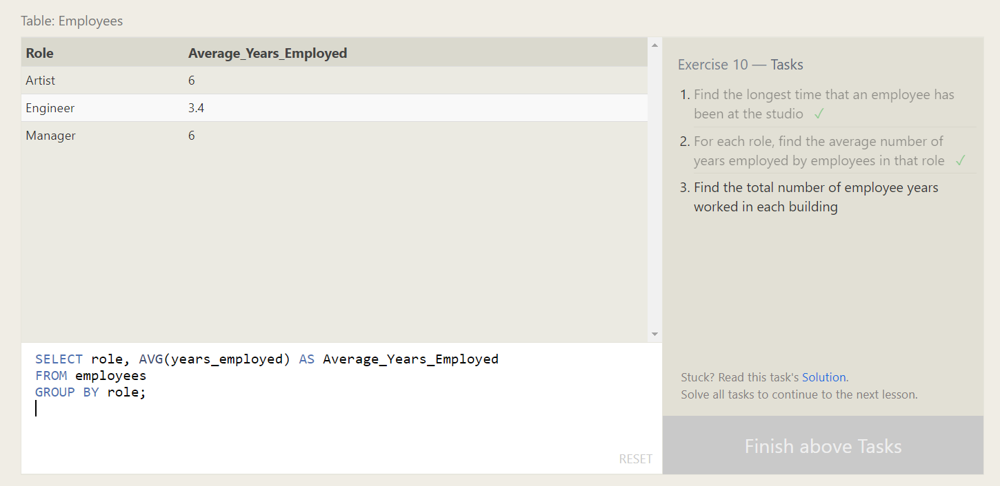 Table: Employees
Role Average_Years_Employed
Artist 6
Engineer 3.4
Manager 6
SELECT role, AVG(years_employed) AS Average_Years_Employed
FROM employees
GROUP BY role;
RESET
Exercise 10 — Tasks
1. Find the longest time that an employee has
been at the studio ✓
2. For each role, find the average number of
years employed by employees in that role ✓
3. Find the total number of employee years
worked in each building
Stuck? Read this task's Solution.
Solve all tasks to continue to the next lesson.
Finish above Tasks